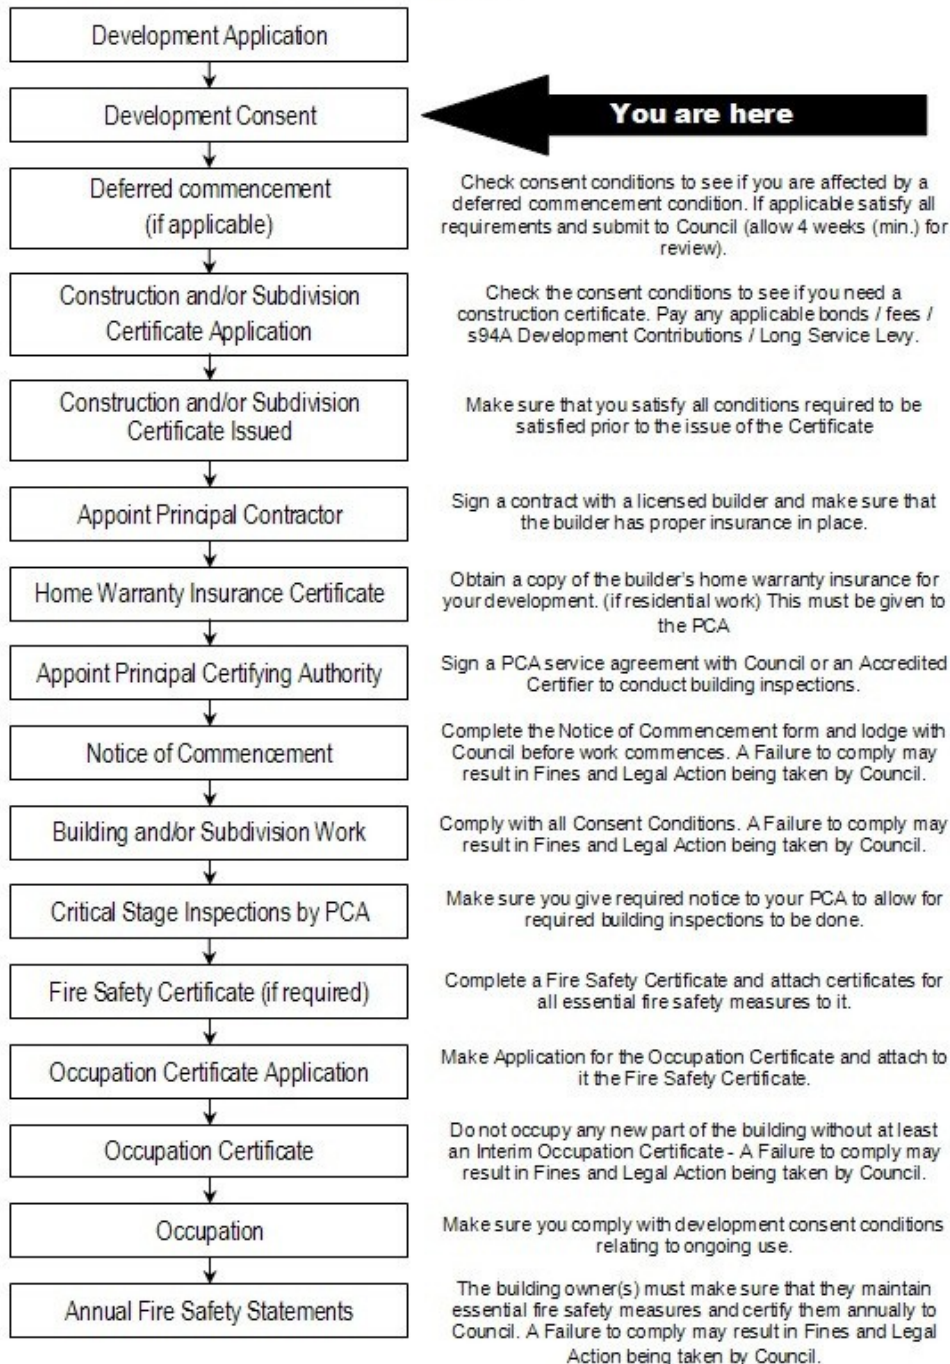 Development Application
Development Consent
You are here
Deferred commencement
(if applicable)
Check consent conditions to see if you are affected by a
deferred commencement condition. If applicable satisfy all
requirements and submit to Council (allow 4 weeks (min.) for
review).
Construction and/or Subdivision
Certificate Application
Check the consent conditions to see if you need a
construction certificate. Pay any applicable bonds / fees /
s94A Development Contributions / Long Service Levy.
Construction and/or Subdivision
Certificate Issued
Make sure that you satisfy all conditions required to be
satisfied prior to the issue of the Certificate
Appoint Principal Contractor
Sign a contract with a licensed builder and make sure that
the builder has proper insurance in place.
Home Warranty Insurance Certificate
Obtain a copy of the builder's home warranty insurance for
your development. (if residential work) This must be given to
the PCA
Appoint Principal Certifying Authority
Sign a PCA service agreement with Council or an Accredited
Certifier to conduct building inspections.
Notice of Commencement
Complete the Notice of Commencement form and lodge with
Council before work commences. A Failure to comply may
result in Fines and Legal Action being taken by Council.
Building and/or Subdivision Work
Comply with all Consent Conditions. A Failure to comply may
result in Fines and Legal Action being taken by Council.
Critical Stage Inspections by PCA
Make sure you give required notice to your PCA to allow for
required building inspections to be done.
Fire Safety Certificate (if required)
Complete a Fire Safety Certificate and attach certificates for
all essential fire safety measures to it.
Occupation Certificate Application
Make Application for the Occupation Certificate and attach to
it the Fire Safety Certificate.
Occupation Certificate
Do not occupy any new part of the building without at least
an Interim Occupation Certificate - A Failure to comply may
result in Fines and Legal Action being taken by Council.
Occupation
Make sure you comply with development consent conditions
relating to ongoing use.
Annual Fire Safety Statements
The building owner(s) must make sure that they maintain
essential fire safety measures and certify them annually to
Council. A Failure to comply may result in Fines and Legal
Action being taken by Council.